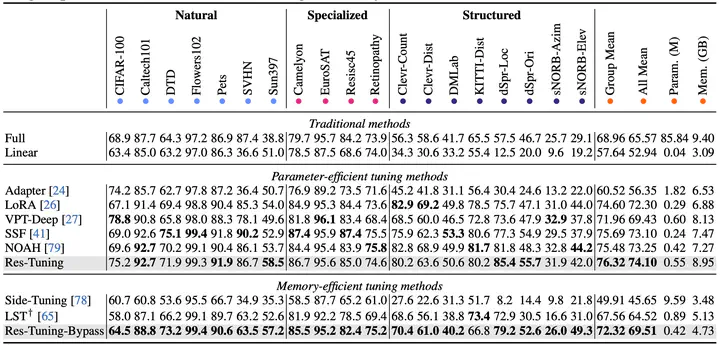 Natural Specialized Structured
CIFAR-100 Caltech101 DTD Flowers102 Pets SVHN Sun397 Camelyon EuroSAT Resisc45 Retinopathy Clevr-Count Clevr-Dist DMLab KITTI-Dist dSpr-Loc dSpr-Ori sNORB-Azim sNORB-Elev Group Mean All Mean Param. (M) Mem. (GB)
Traditional methods
Full 68.9 87.7 64.3 97.2 86.9 87.4 38.8 79.7 95.7 84.2 73.9 56.3 58.6 41.7 65.5 57.5 46.7 25.7 29.1 68.96 65.57 85.84 9.40
Linear 63.4 85.0 63.2 97.0 86.3 36.6 51.0 78.5 87.5 68.6 74.0 34.3 30.6 33.2 55.4 12.5 20.0 9.6 19.2 57.64 52.94 0.04 3.09
Parameter-efficient tuning methods
Adapter [24] 74.2 85.7 62.7 97.8 87.2 36.4 50.7 76.9 89.2 73.5 71.6 45.2 41.8 31.1 56.4 30.4 24.6 13.2 22.0 60.52 56.35 1.82 6.53
LoRA [26] 67.1 91.4 69.4 98.8 90.4 85.3 54.0 84.9 95.3 84.4 73.6 82.9 69.2 49.8 78.5 75.7 47.1 31.0 44.0 74.60 72.30 0.29 6.88
VPT-Deep [27] 78.8 90.8 65.8 98.0 88.3 78.1 49.6 81.8 96.1 83.4 68.4 68.5 60.0 46.5 72.8 73.6 47.9 32.9 37.8 71.96 69.43 0.60 8.13
SSF [41] 69.0 92.6 75.1 99.4 91.8 90.2 52.9 87.4 95.9 87.4 75.5 75.9 62.3 53.3 80.6 77.3 54.9 29.5 37.9 75.69 73.10 0.24 7.47
NOAH [79] 69.6 92.7 70.2 99.1 90.4 86.1 53.7 84.4 95.4 83.9 75.8 82.8 68.9 49.9 81.7 81.8 48.3 32.8 44.2 75.48 73.25 0.42 7.27
Res-Tuning 75.2 92.7 71.9 99.3 91.9 86.7 58.5 86.7 95.6 85.0 74.6 80.2 63.6 50.6 80.2 85.4 55.7 31.9 42.0 76.32 74.10 0.55 8.95
Memory-efficient tuning methods
Side-Tuning [78] 60.7 60.8 53.6 95.5 66.7 34.9 35.3 58.5 87.7 65.2 61.0 27.6 22.6 31.3 51.7 8.2 14.4 9.8 21.8 49.91 45.65 9.59 3.48
LST† [65] 58.0 87.1 66.2 99.1 89.7 63.2 52.6 81.9 92.2 78.5 69.4 68.6 56.1 38.8 73.4 72.9 30.5 16.6 31.0 67.56 64.52 0.89 5.13
Res-Tuning-Bypass 64.5 88.8 73.2 99.4 90.6 63.5 57.2 85.5 95.2 82.4 75.2 70.4 61.0 40.2 66.8 79.2 52.6 26.0 49.3 72.32 69.51 0.42 4.73